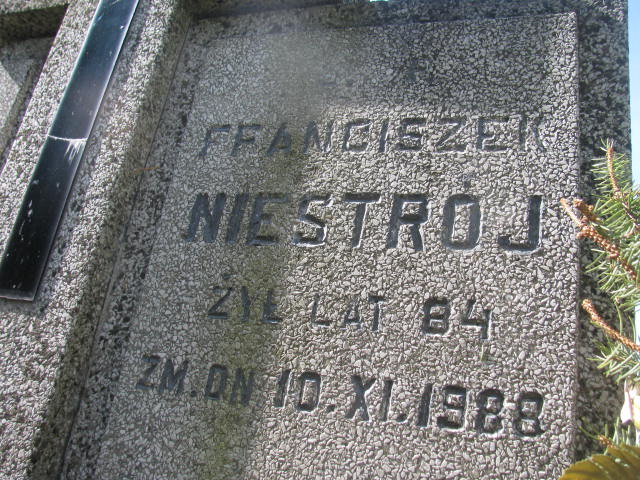 FRANCISZEK
NIESTRÓJ
ŻYŁ LAT 84
ZM. DN 10.XI.1988